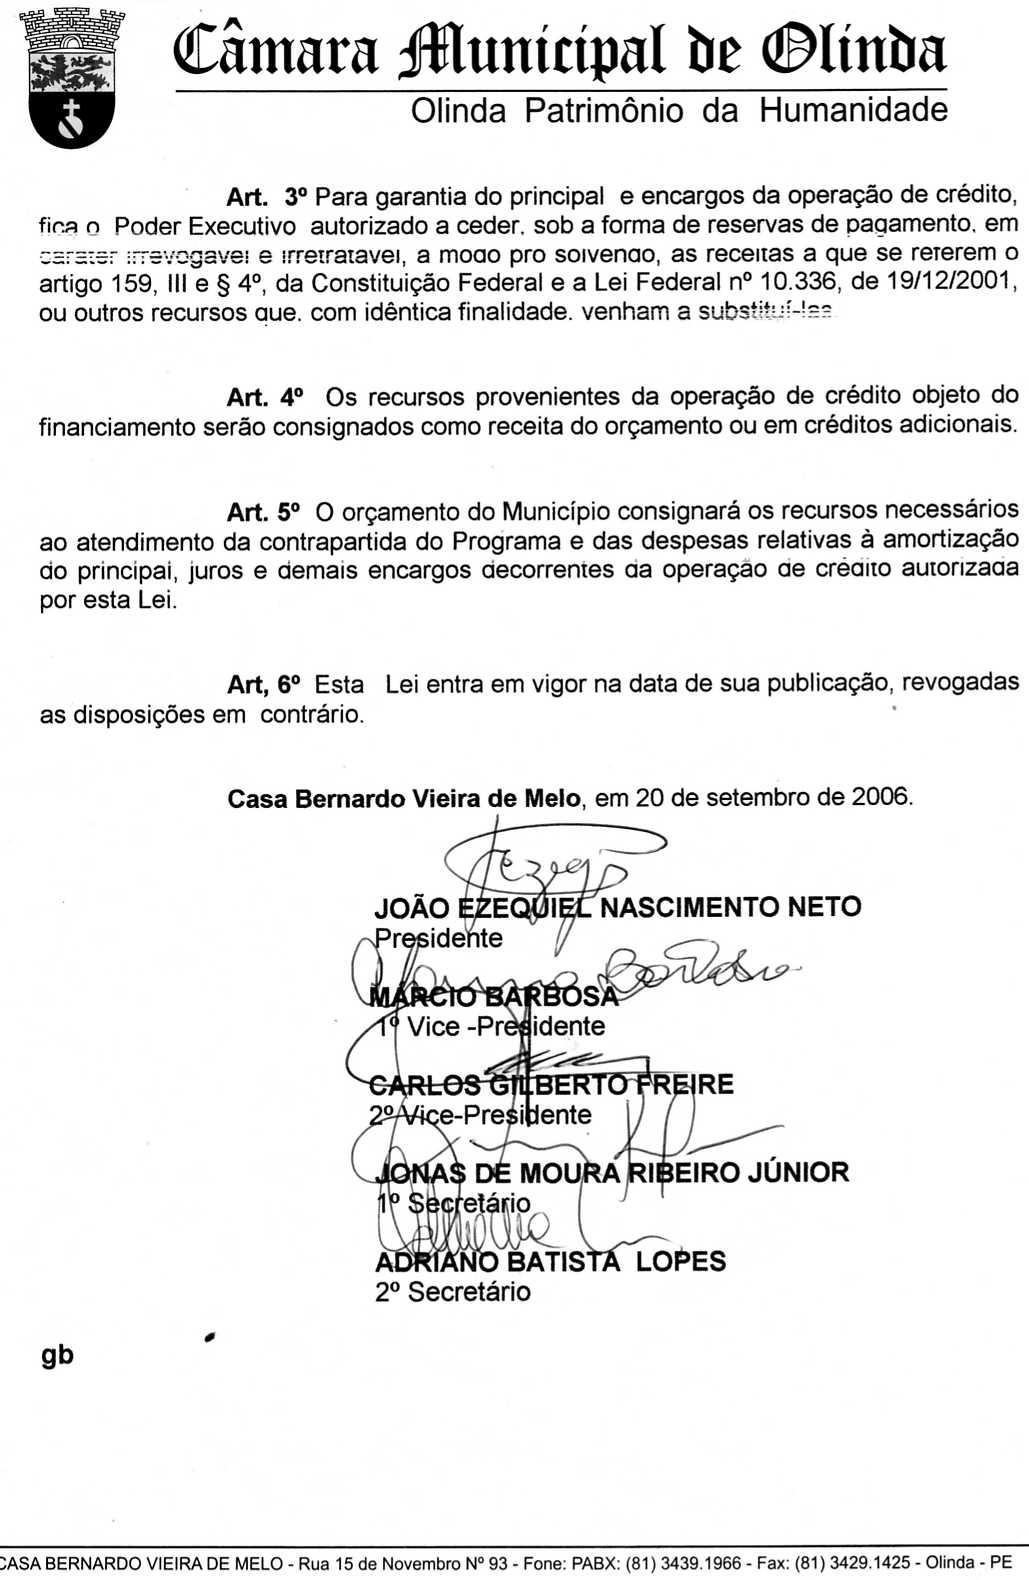 Câmara Municipal de Olinda
Olinda Patrimônio da Humanidade
Art. 3º Para garantia do principal e encargos da operação de crédito,
fica o Poder Executivo autorizado a ceder, sob a forma de reservas de pagamento, em
caráter irrevogável e irretratável, a modo pro solvendo, as receitas a que se referem o
artigo 159, III e § 4º, da Constituição Federal e a Lei Federal nº 10.336, de 19/12/2001,
ou outros recursos que, com idêntica finalidade, venham a substituí-las
Art. 4º Os recursos provenientes da operação de crédito objeto do
financiamento serão consignados como receita do orçamento ou em créditos adicionais.
Art. 5º O orçamento do Município consignará os recursos necessários
ao atendimento da contrapartida do Programa e das despesas relativas à amortização
do principal, juros e demais encargos decorrentes da operação de crédito autorizada
por esta Lei.
Art, 6º Esta Lei entra em vigor na data de sua publicação, revogadas
as disposições em contrário.
Casa Bernardo Vieira de Melo, em 20 de setembro de 2006.
JOÃO EZEQUIEL NASCIMENTO NETO
Presidente
MÁRCIO BARBOSA
1º Vice -Presidente
CARLOS GILBERTO FREIRE
2º Vice-Presidente
JONAS DE MOURA RIBEIRO JÚNIOR
1º Secretário
ADRIANO BATISTA LOPES
2º Secretário
gb
CASA BERNARDO VIEIRA DE MELO - Rua 15 de Novembro Nº 93 - Fone: PABX: (81) 3439.1966 - Fax: (81) 3429.1425 - Olinda - PE